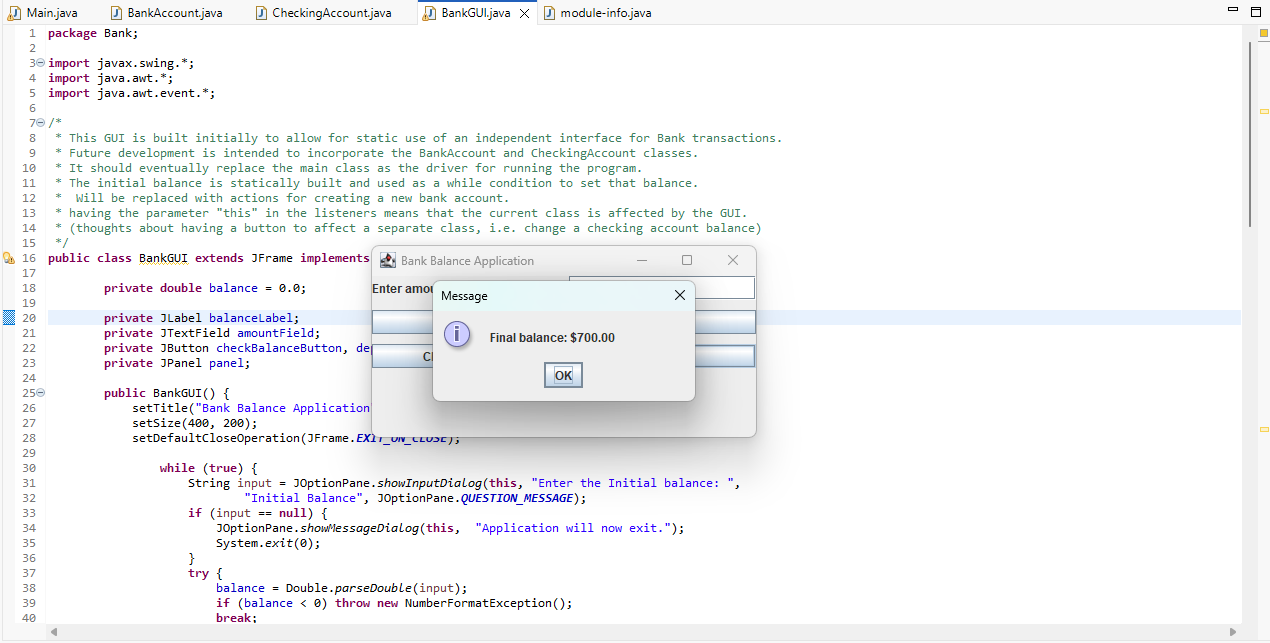 Main.java BankAccount.java CheckingAccount.java BankGUI.java module-info.java
1 package Bank;
2
3 import javax.swing.*;
4 import java.awt.*;
5 import java.awt.event.*;
6
7 /*
8 * This GUI is built initially to allow for static use of an independent interface for Bank transactions.
9 * Future development is intended to incorporate the BankAccount and CheckingAccount classes.
10 * It should eventually replace the main class as the driver for running the program.
11 * The initial balance is statically built and used as a while condition to set that balance.
12 *  Will be replaced with actions for creating a new bank account.
13 * having the parameter "this" in the listeners means that the current class is affected by the GUI.
14 * (thoughts about having a button to affect a separate class, i.e. change a checking account balance)
15 */
16 public class BankGUI extends JFrame implements
17
18 private double balance = 0.0;
19
20 private JLabel balanceLabel;
21 private JTextField amountField;
22 private JButton checkBalanceButton,
23 private JPanel panel;
24
25 public BankGUI() {
26 setTitle("Bank Balance Application"
27 setSize(400, 200);
28 setDefaultCloseOperation(JFrame.EXIT_ON_CLOSE);
29
30 while (true) {
31 String input = JOptionPane.showInputDialog(this, "Enter the Initial balance: ",
32 "Initial Balance", JOptionPane.QUESTION_MESSAGE);
33 if (input == null) {
34 JOptionPane.showMessageDialog(this,  "Application will now exit.");
35 System.exit(0);
36 }
37 try {
38 balance = Double.parseDouble(input);
39 if (balance < 0) throw new NumberFormatException();
40 break;
Bank Balance Application
Enter
Message
Final balance: $700.00
OK